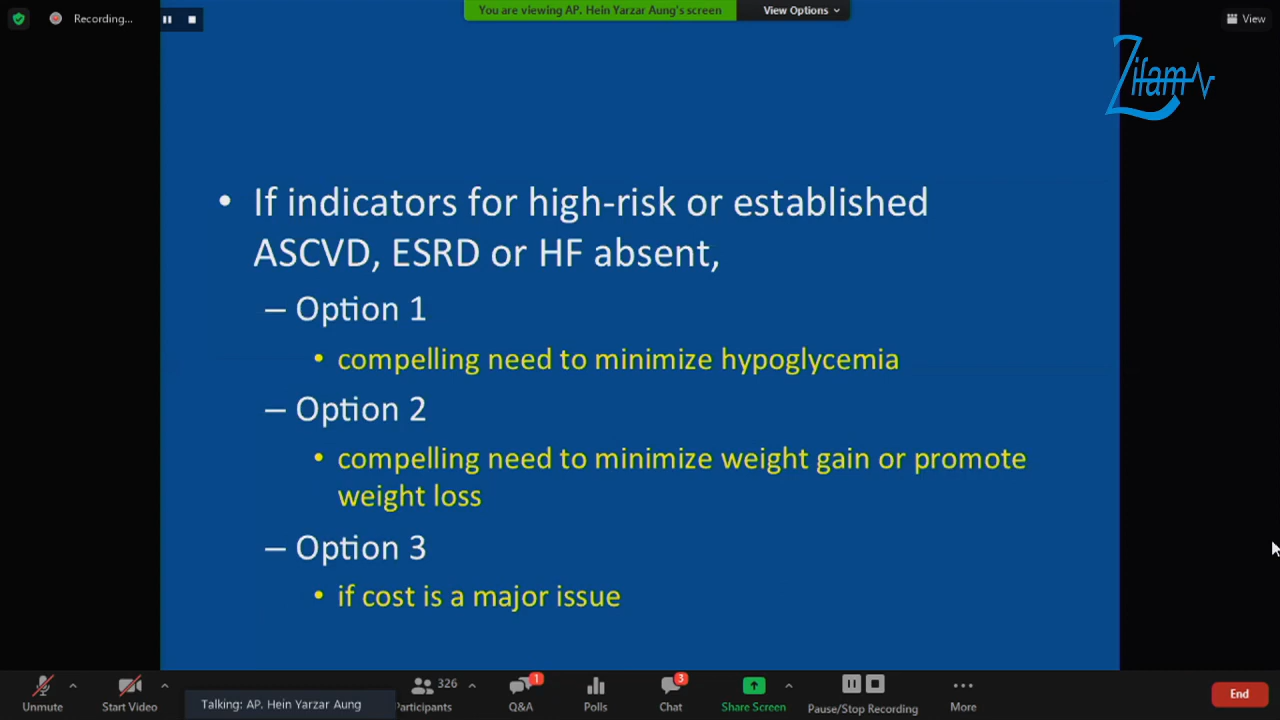 Recording...
You are viewing AP. Hein Yarzar Aung's screen
View Options
View
Zifam
• If indicators for high-risk or established
ASCVD, ESRD or HF absent,
– Option 1
• compelling need to minimize hypoglycemia
– Option 2
• compelling need to minimize weight gain or promote
weight loss
– Option 3
• if cost is a major issue
326
1
3
Unmute
Start Video
Talking: AP. Hein Yarzar Aung
Participants
Q&A
Polls
Chat
Share Screen
Pause/Stop Recording
More
End